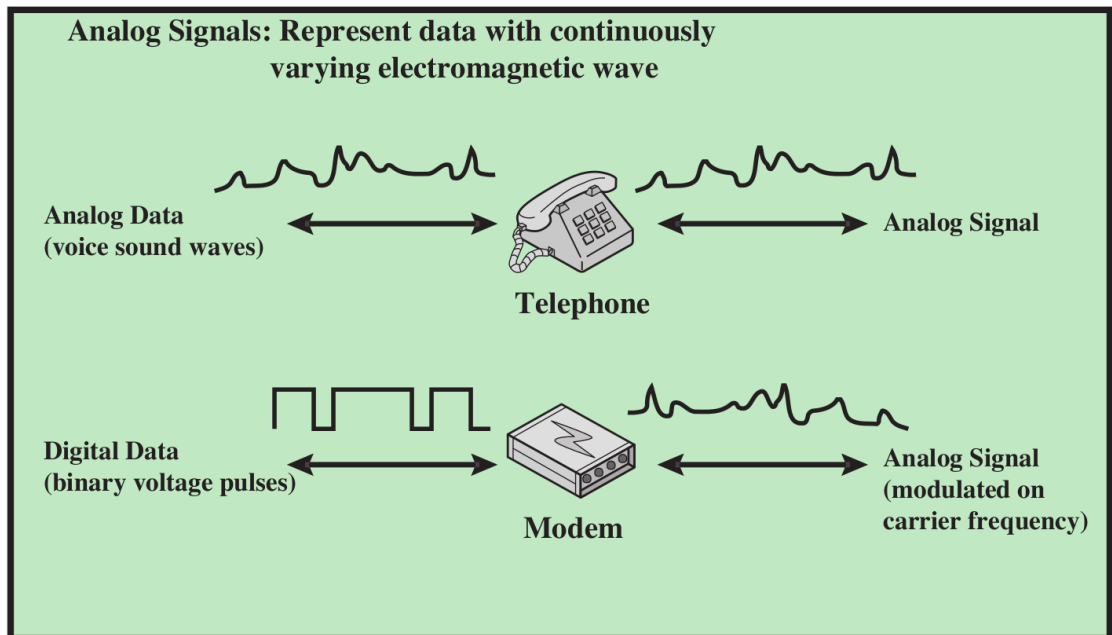 Analog Signals: Represent data with continuously
varying electromagnetic wave
Analog Data
(voice sound waves)
Analog Signal
Telephone
Digital Data
(binary voltage pulses)
Analog Signal
(modulated on
carrier frequency)
Modem